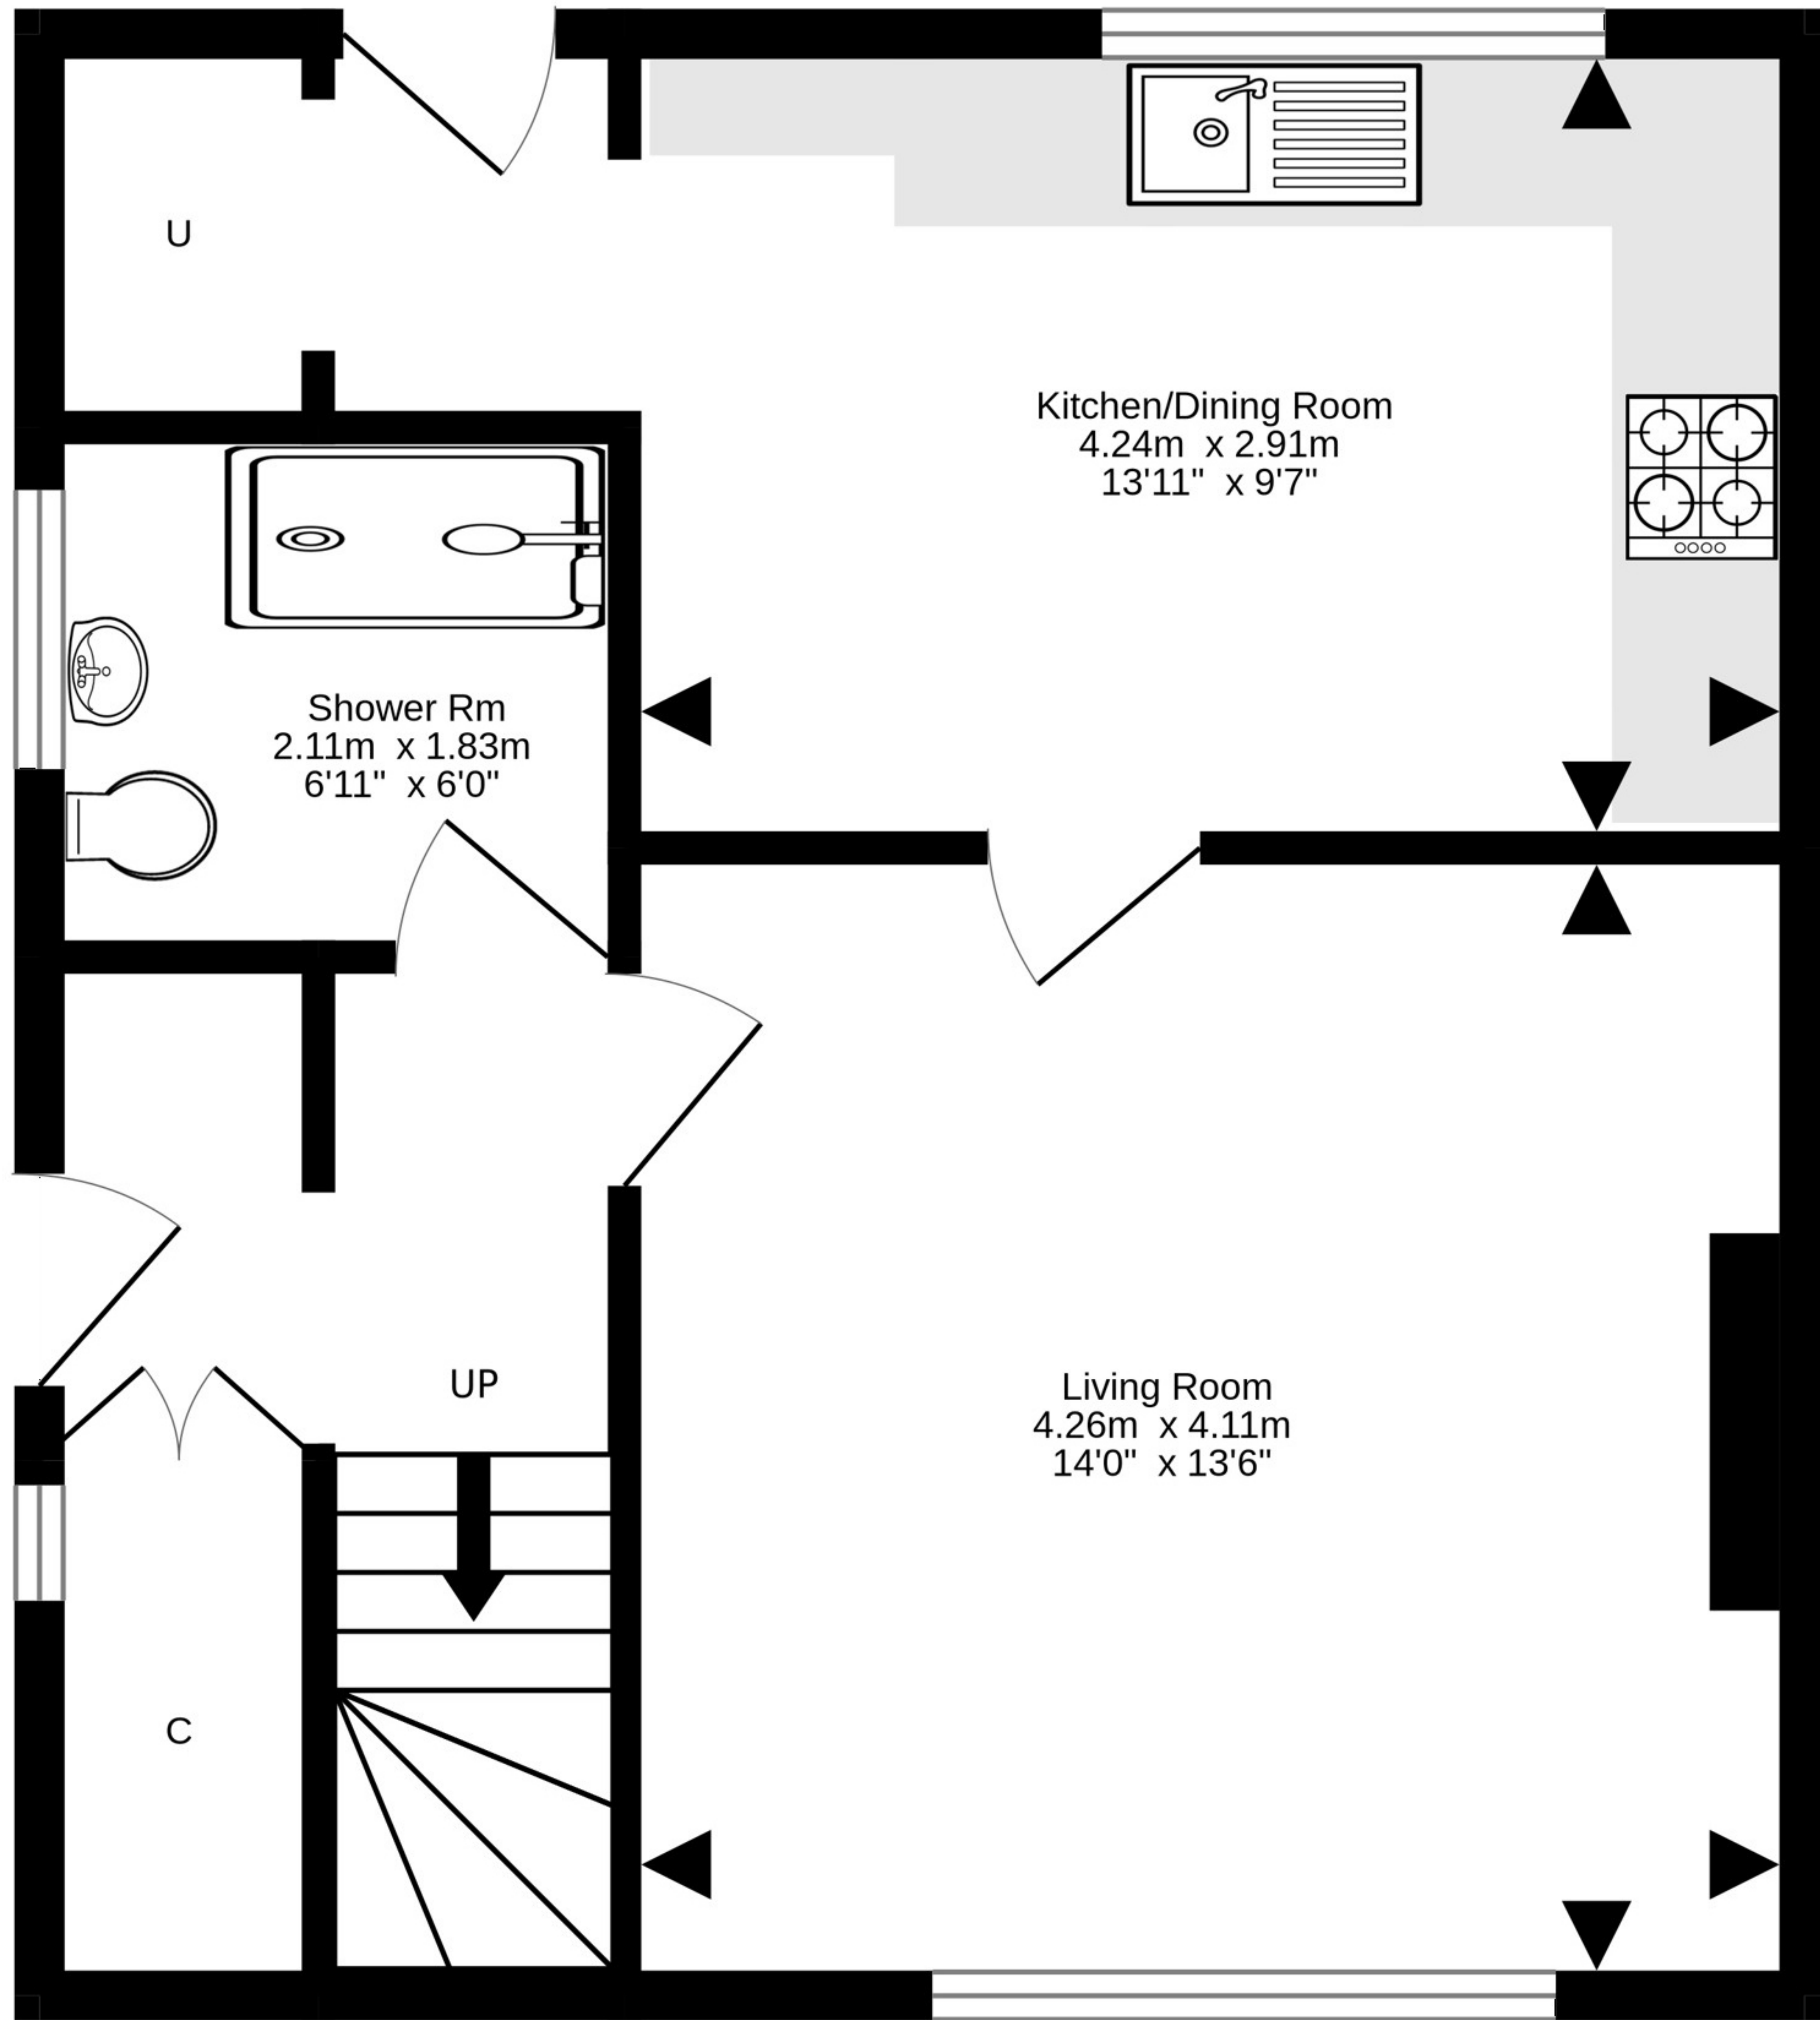 U
Kitchen/Dining Room
4.24m x 2.91m
13'11" x 9'7"
Shower Rm
2.11m x 1.83m
6'11" x 6'0"
UP
Living Room
4.26m x 4.11m
14'0" x 13'6"
C